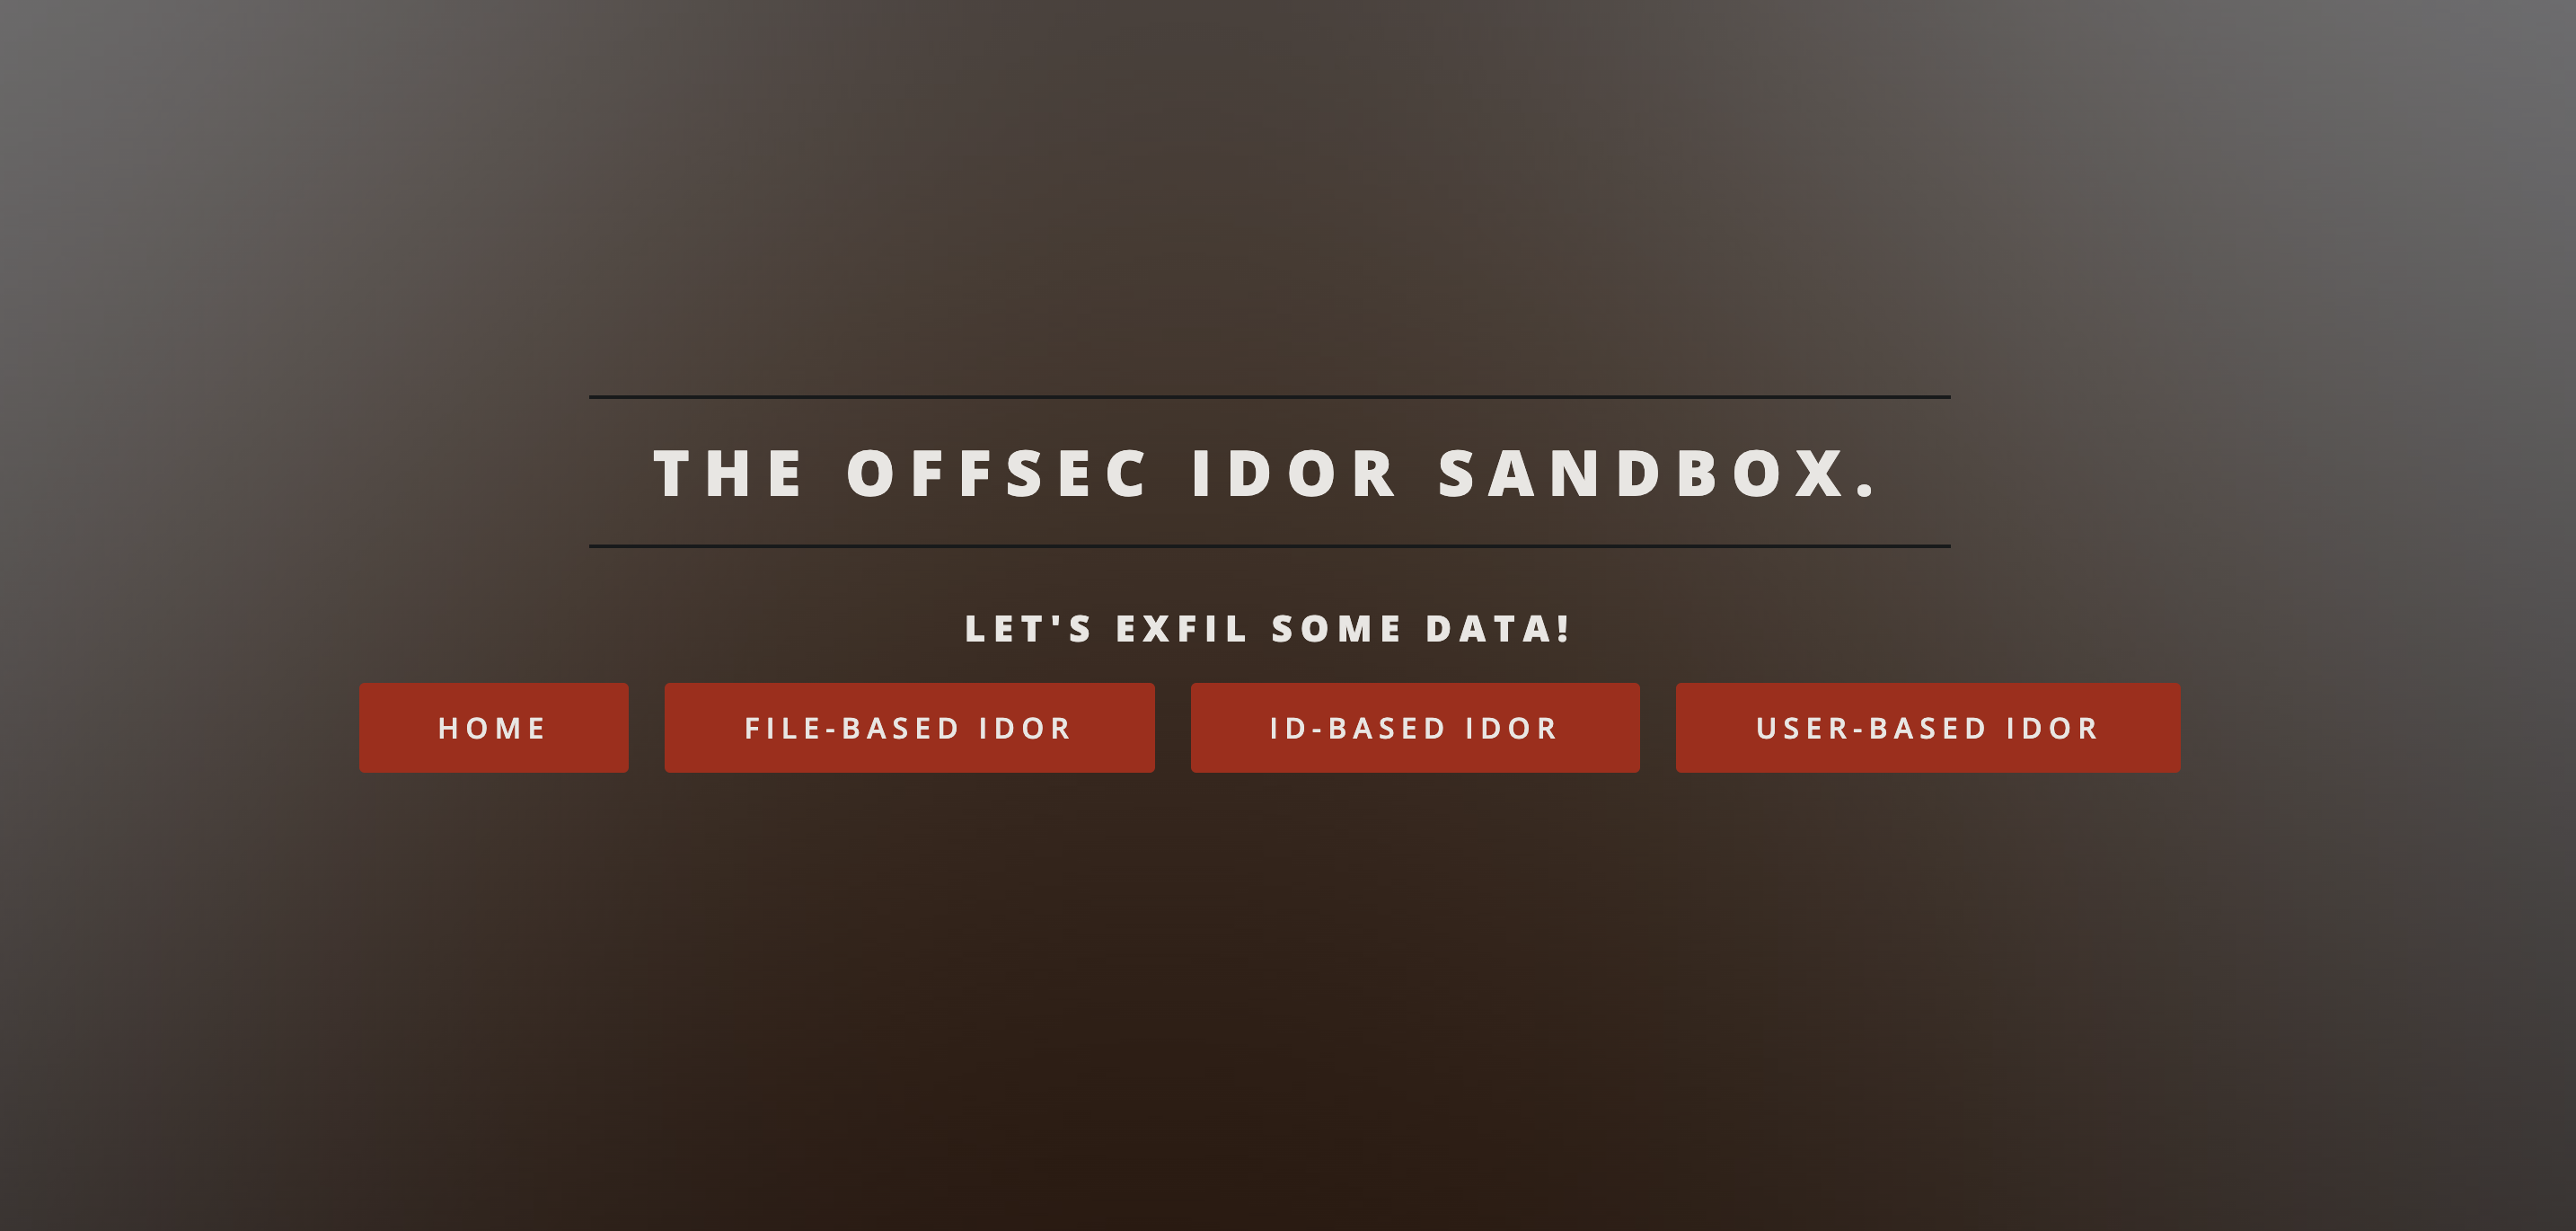 THE OFFSEC IDOR SANDBOX.
LET'S EXFIL SOME DATA!
HOME FILE-BASED IDOR ID-BASED IDOR USER-BASED IDOR